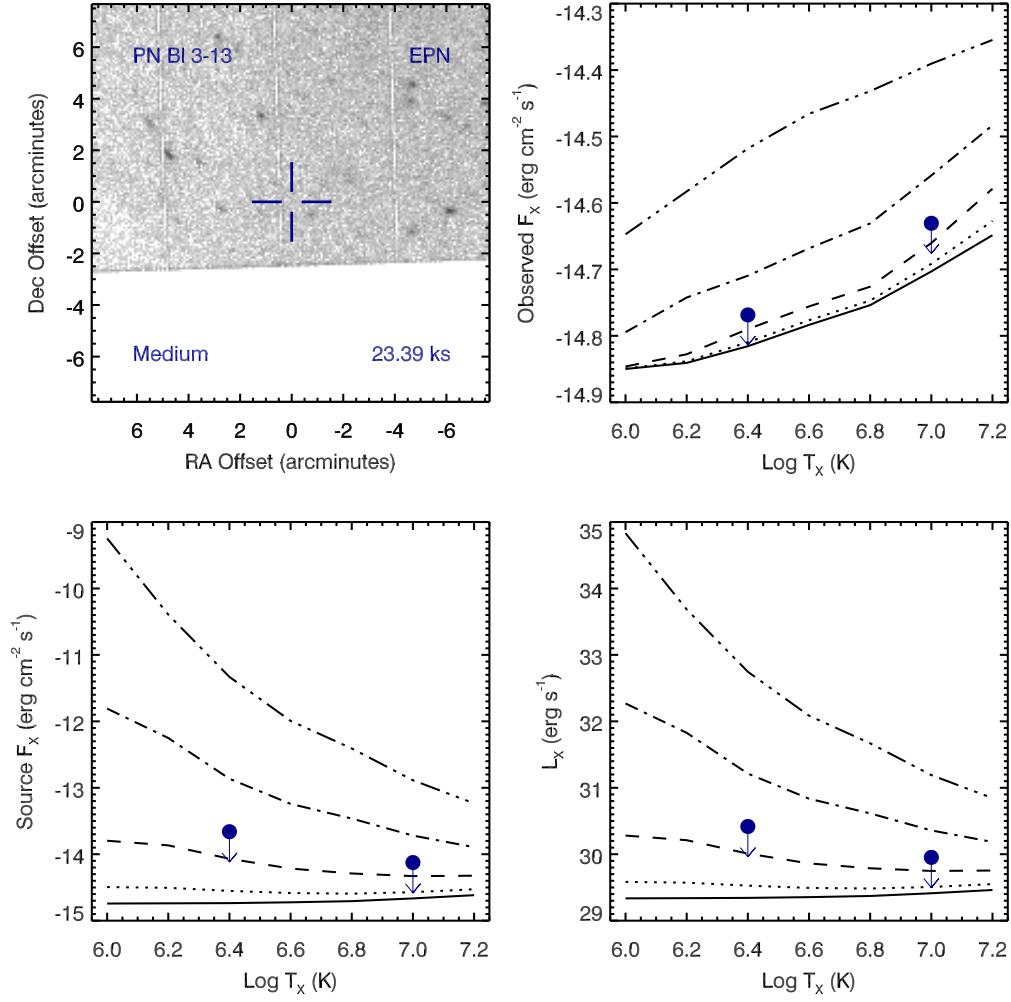 PN Bl 3-13 EPN
Medium 23.39 ks
6
4
2
0
-2
-4
-6
Dec Offset (arcminutes)
6 4 2 0 -2 -4 -6
RA Offset (arcminutes)
-14.3
-14.4
-14.5
-14.6
-14.7
-14.8
-14.9
Observed F_X (erg cm^-2 s^-1)
6.0 6.2 6.4 6.6 6.8 7.0 7.2
Log T_X (K)
-9
-10
-11
-12
-13
-14
-15
Source F_X (erg cm^-2 s^-1)
6.0 6.2 6.4 6.6 6.8 7.0 7.2
Log T_X (K)
35
34
33
32
31
30
29
L_X (erg s^-1)
6.0 6.2 6.4 6.6 6.8 7.0 7.2
Log T_X (K)